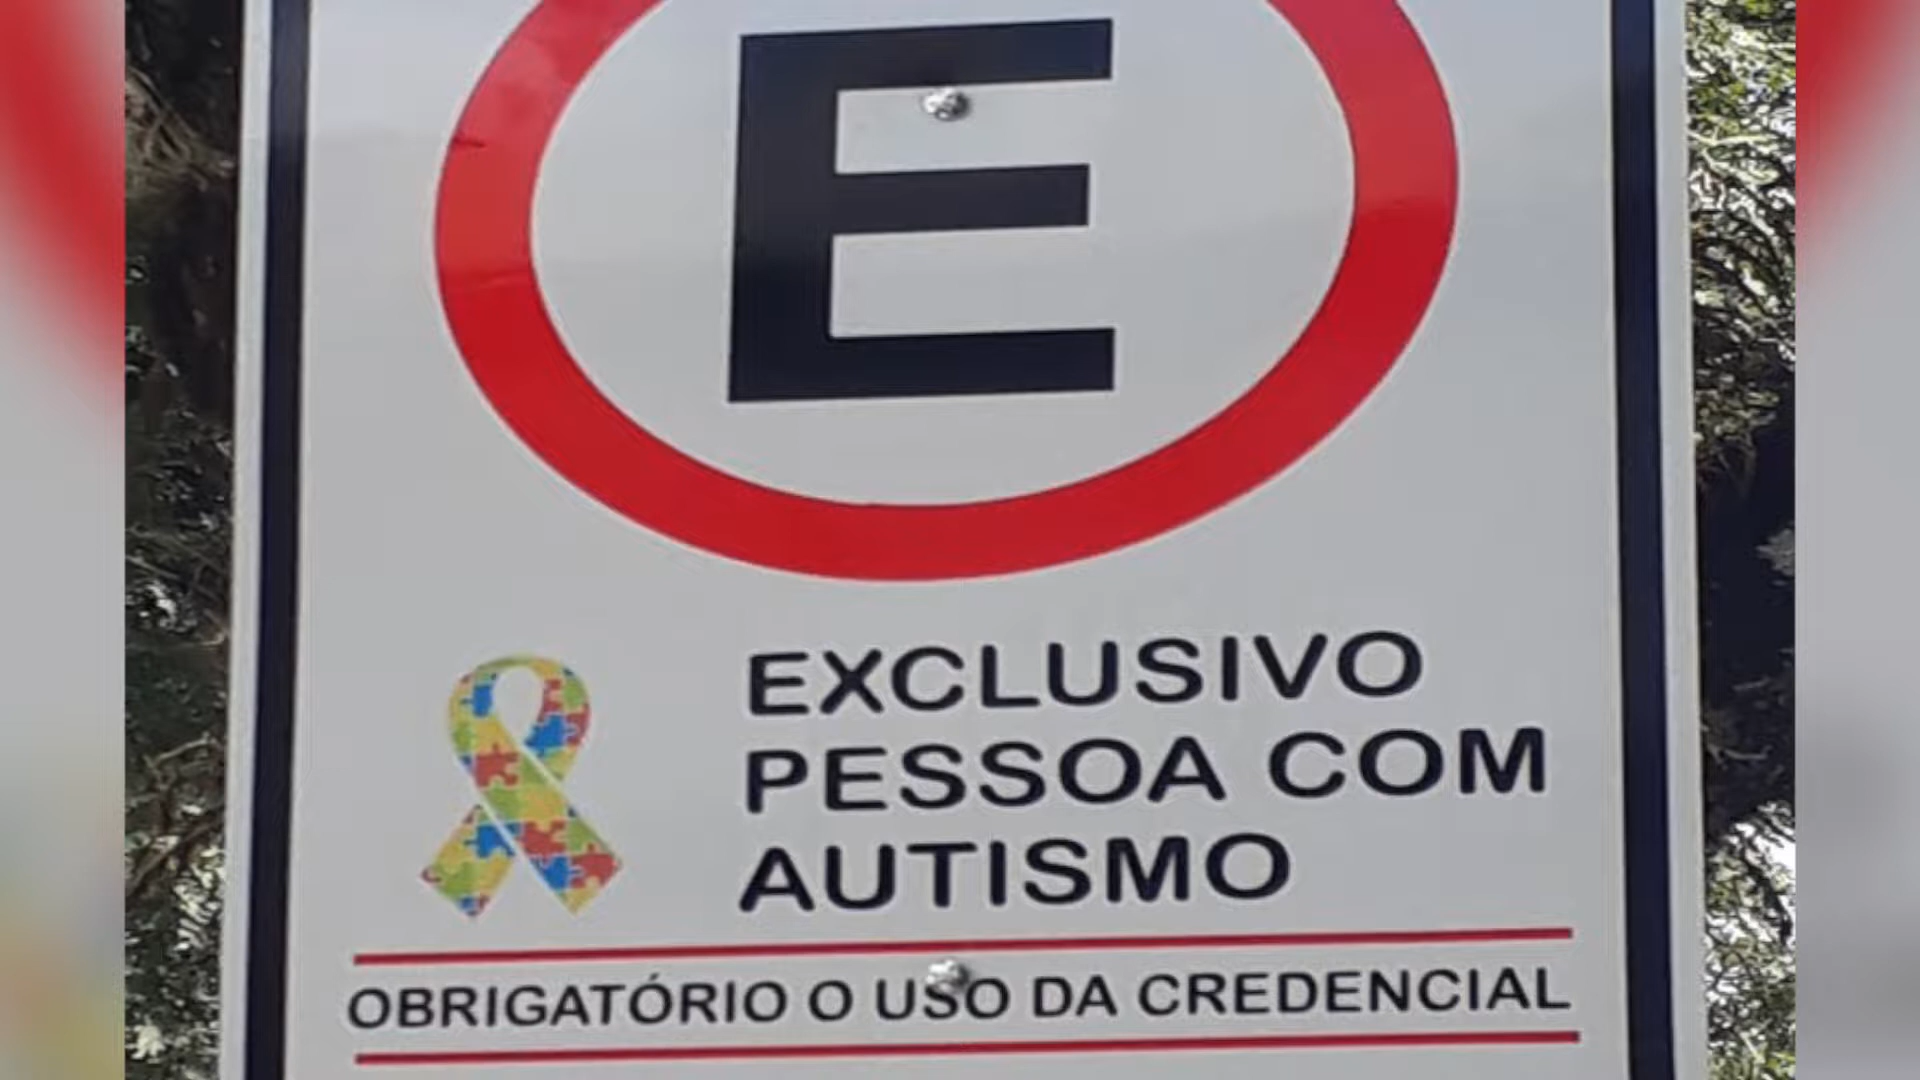 E
EXCLUSIVO
PESSOA COM
AUTISMO
OBRIGATÓRIO O USO DA CREDENCIAL